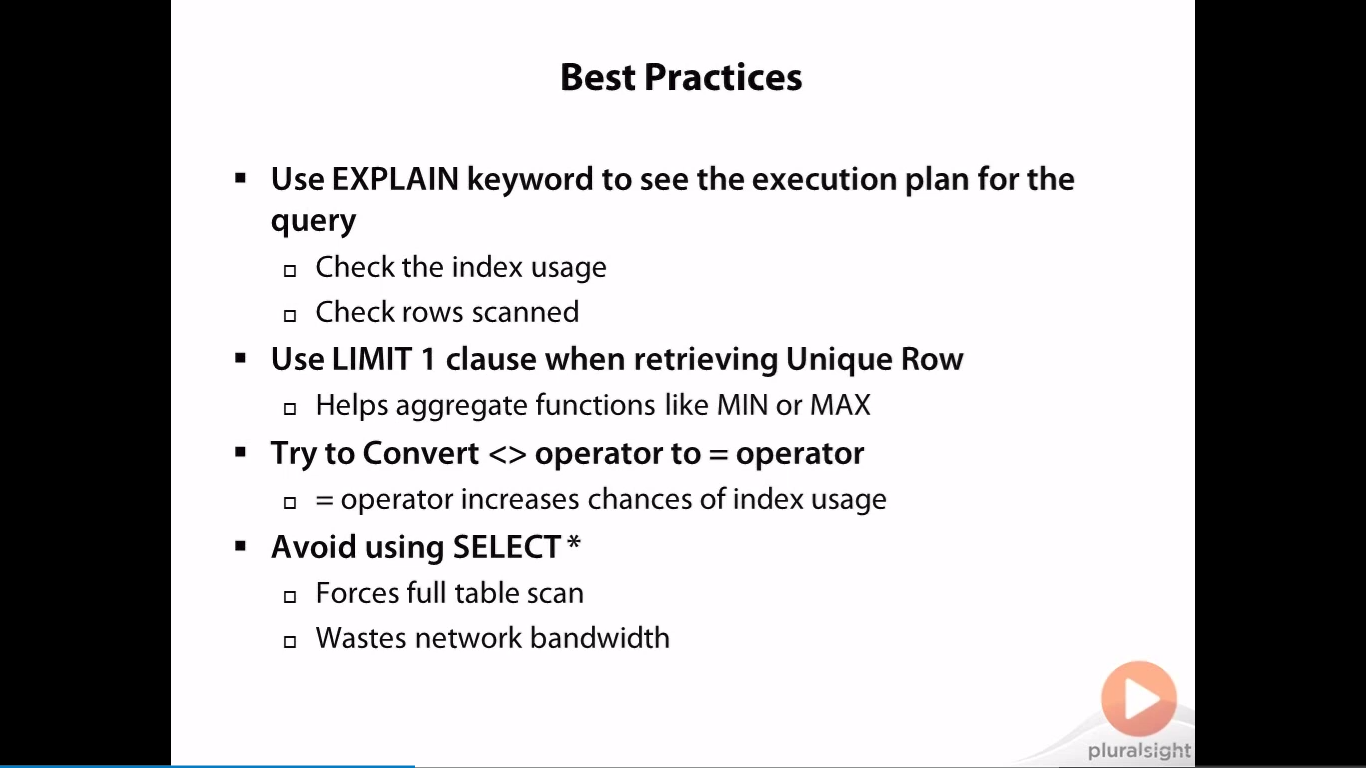 Best Practices
▪ Use EXPLAIN keyword to see the execution plan for the
query
▫ Check the index usage
▫ Check rows scanned
▪ Use LIMIT 1 clause when retrieving Unique Row
▫ Helps aggregate functions like MIN or MAX
▪ Try to Convert <> operator to = operator
▫ = operator increases chances of index usage
▪ Avoid using SELECT *
▫ Forces full table scan
▫ Wastes network bandwidth
pluralsight